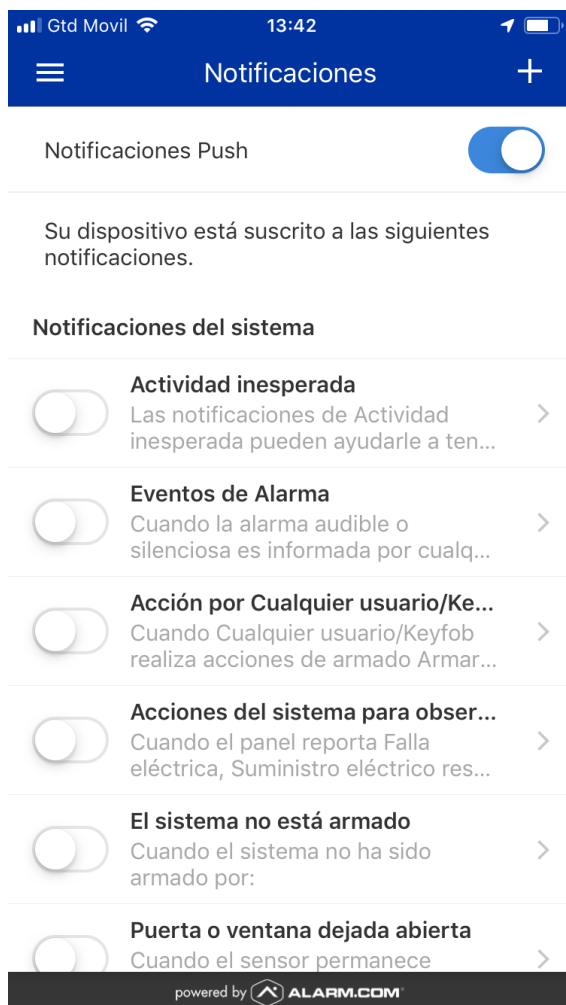 Gtd Movil 13:42
Notificaciones
Notificaciones Push
Su dispositivo está suscrito a las siguientes
notificaciones.
Notificaciones del sistema
Actividad inesperada
Las notificaciones de Actividad
inesperada pueden ayudarle a ten...
Eventos de Alarma
Cuando la alarma audible o
silenciosa es informada por cualq...
Acción por Cualquier usuario/Ke...
Cuando Cualquier usuario/Keyfob
realiza acciones de armado Armar...
Acciones del sistema para obser...
Cuando el panel reporta Falla
eléctrica, Suministro eléctrico res...
El sistema no está armado
Cuando el sistema no ha sido
armado por:
Puerta o ventana dejada abierta
Cuando el sensor permanece
powered by ALARM.COM